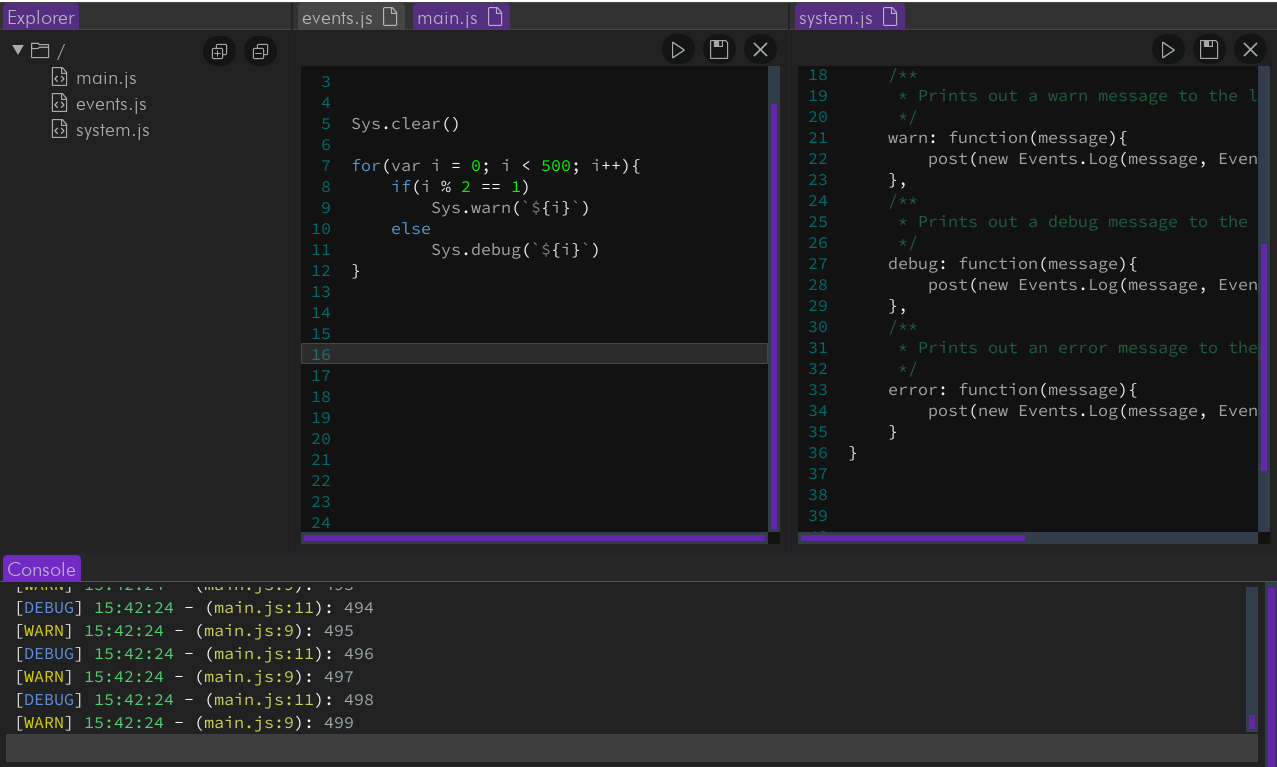 Explorer
/
main.js
events.js
system.js
events.js main.js
3
4
5 Sys.clear()
6
7 for(var i = 0; i < 500; i++){
8     if(i % 2 == 1)
9         Sys.warn(`${i}`)
10     else
11         Sys.debug(`${i}`)
12 }
13
14
15
16
17
18
19
20
21
22
23
24
system.js
18     /**
19      * Prints out a warn message to the l
20      */
21     warn: function(message){
22         post(new Events.Log(message, Even
23     },
24     /**
25      * Prints out a debug message to the
26      */
27     debug: function(message){
28         post(new Events.Log(message, Even
29     },
30     /**
31      * Prints out an error message to the
32      */
33     error: function(message){
34         post(new Events.Log(message, Even
35     }
36 }
37
38
39
Console
[WARN] 15:42:24 - (main.js:9): 493
[DEBUG] 15:42:24 - (main.js:11): 494
[WARN] 15:42:24 - (main.js:9): 495
[DEBUG] 15:42:24 - (main.js:11): 496
[WARN] 15:42:24 - (main.js:9): 497
[DEBUG] 15:42:24 - (main.js:11): 498
[WARN] 15:42:24 - (main.js:9): 499